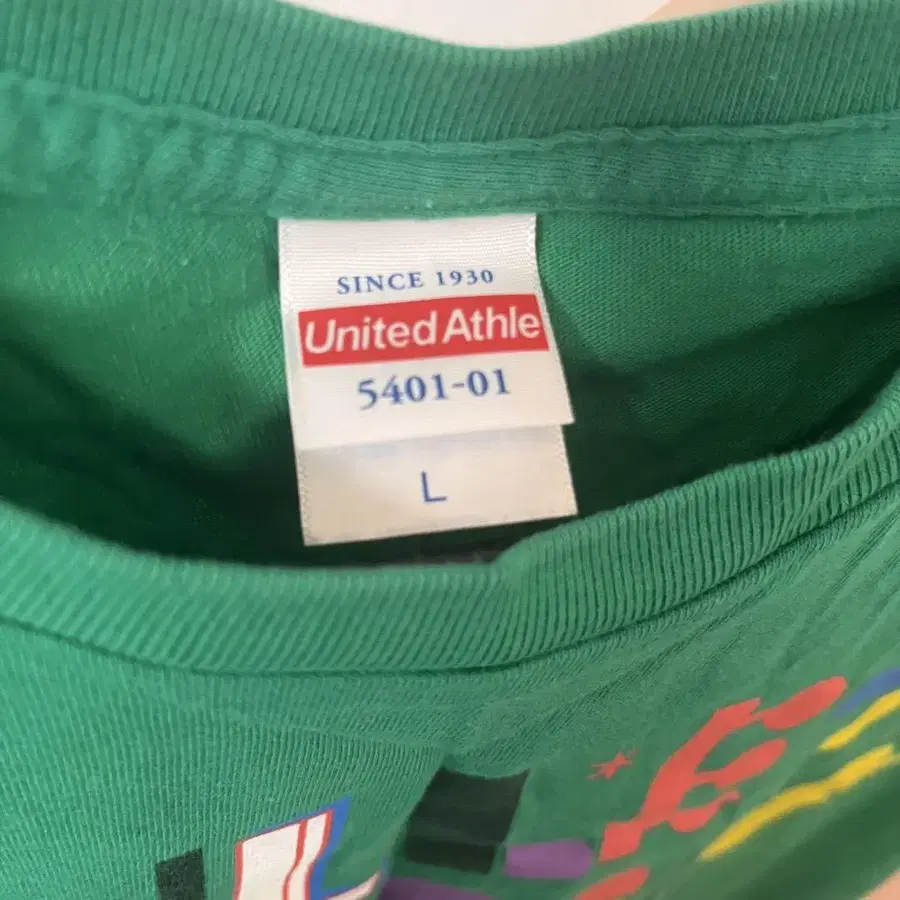 SINCE 1930
United Athle
5401-01
L